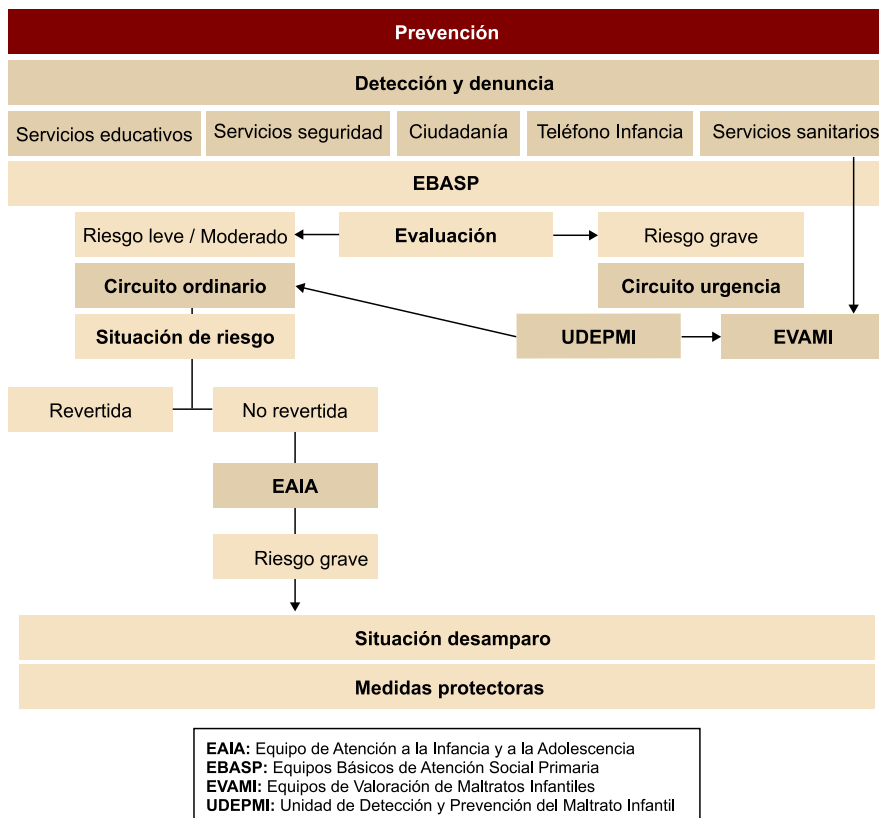 Prevención
Detección y denuncia
Servicios educativos
Servicios seguridad
Ciudadanía
Teléfono Infancia
Servicios sanitarios
EBASP
Riesgo leve / Moderado
Evaluación
Riesgo grave
Circuito ordinario
Circuito urgencia
Situación de riesgo
UDEPMI
EVAMI
Revertida
No revertida
EAIA
Riesgo grave
Situación desamparo
Medidas protectoras
EAIA: Equipo de Atención a la Infancia y a la Adolescencia
EBASP: Equipos Básicos de Atención Social Primaria
EVAMI: Equipos de Valoración de Maltratos Infantiles
UDEPMI: Unidad de Detección y Prevención del Maltrato Infantil